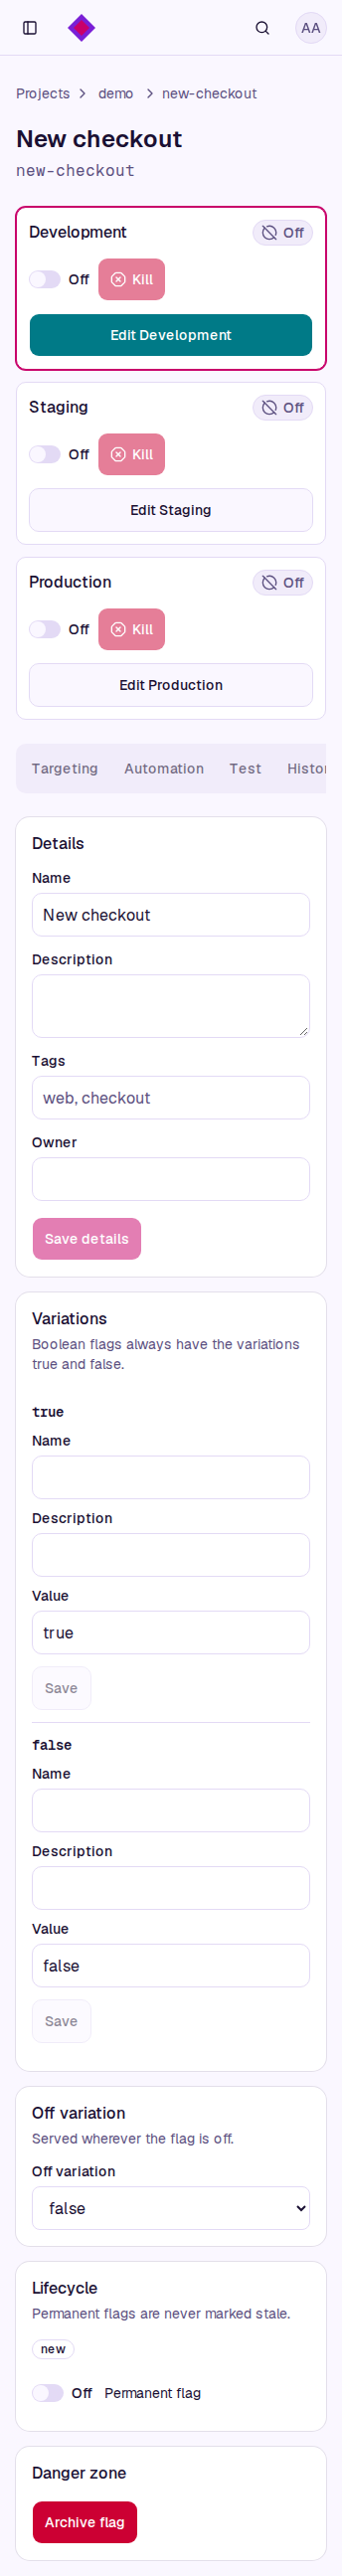 AA
Projects > demo > new-checkout
New checkout
new-checkout
Development
Off
Off
Kill
Edit Development
Staging
Off
Off
Kill
Edit Staging
Production
Off
Off
Kill
Edit Production
Targeting Automation Test Histor
Details
Name
New checkout
Description
Tags
web, checkout
Owner
Save details
Variations
Boolean flags always have the variations
true and false.
true
Name
Description
Value
true
Save
false
Name
Description
Value
false
Save
Off variation
Served wherever the flag is off.
Off variation
false
Lifecycle
Permanent flags are never marked stale.
new
Off Permanent flag
Danger zone
Archive flag